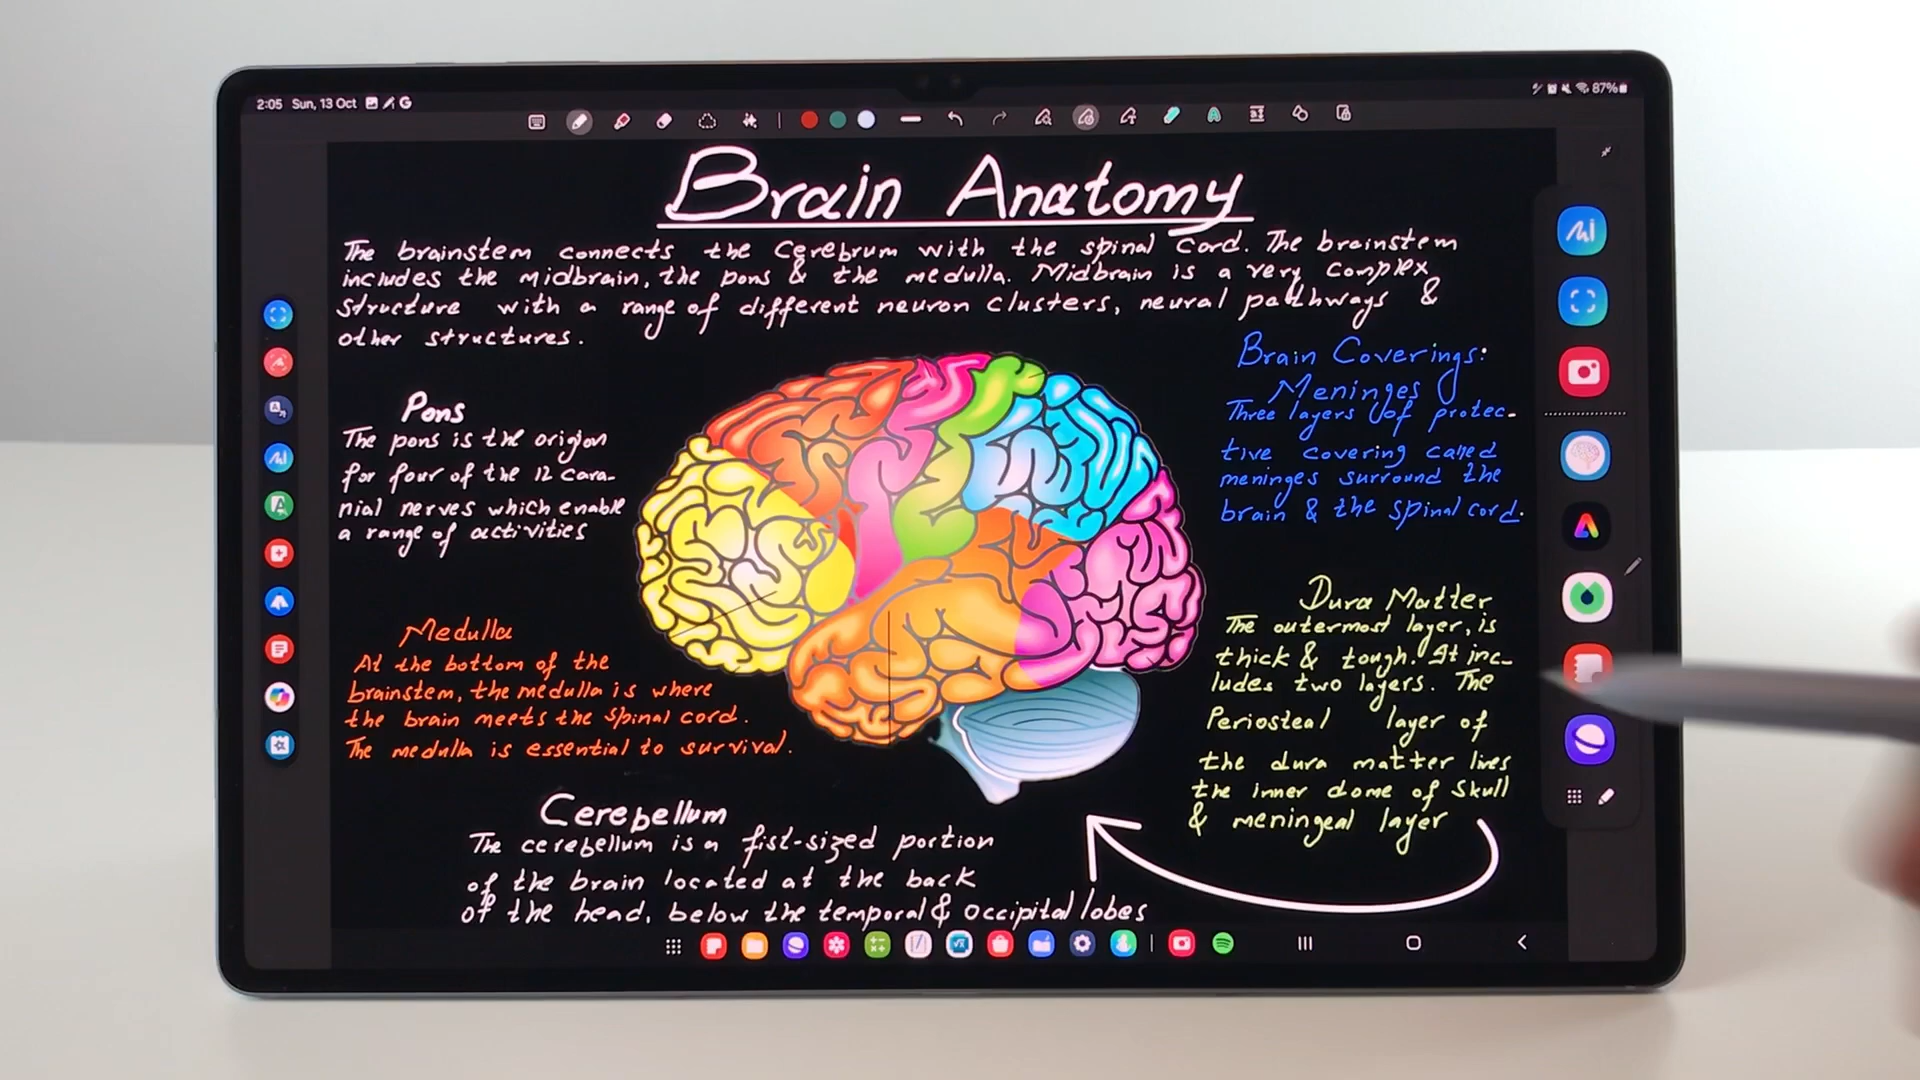 2:05 Sun, 13 Oct
87%
Brain Anatomy
The brainstem connects the Cerebrum with the spinal cord. The brainstem
includes the midbrain, the pons & the medulla. Midbrain is a very complex
structure with a range of different neuron clusters, neural pathways &
other structures.
Pons
The pons is the origion
for four of the 12 cara-
nial nerves which enable
a range of activities
Medulla
At the bottom of the
brainstem, the medulla is where
the brain meets the spinal cord.
The medulla is essential to survival.
Cerebellum
The cerebellum is a fist-sized portion
of the brain located at the back
of the head, below the temporal & occipital lobes
Brain Coverings:
Meninges
Three layers of protec-
tive covering caned
meninges surround the
brain & the spinal cord.
Dura Matter
The outermost layer, is
thick & tough. It inc-
ludes two layers. The
Periosteal layer of
the dura matter lines
the inner dome of skull
& meningeal layer